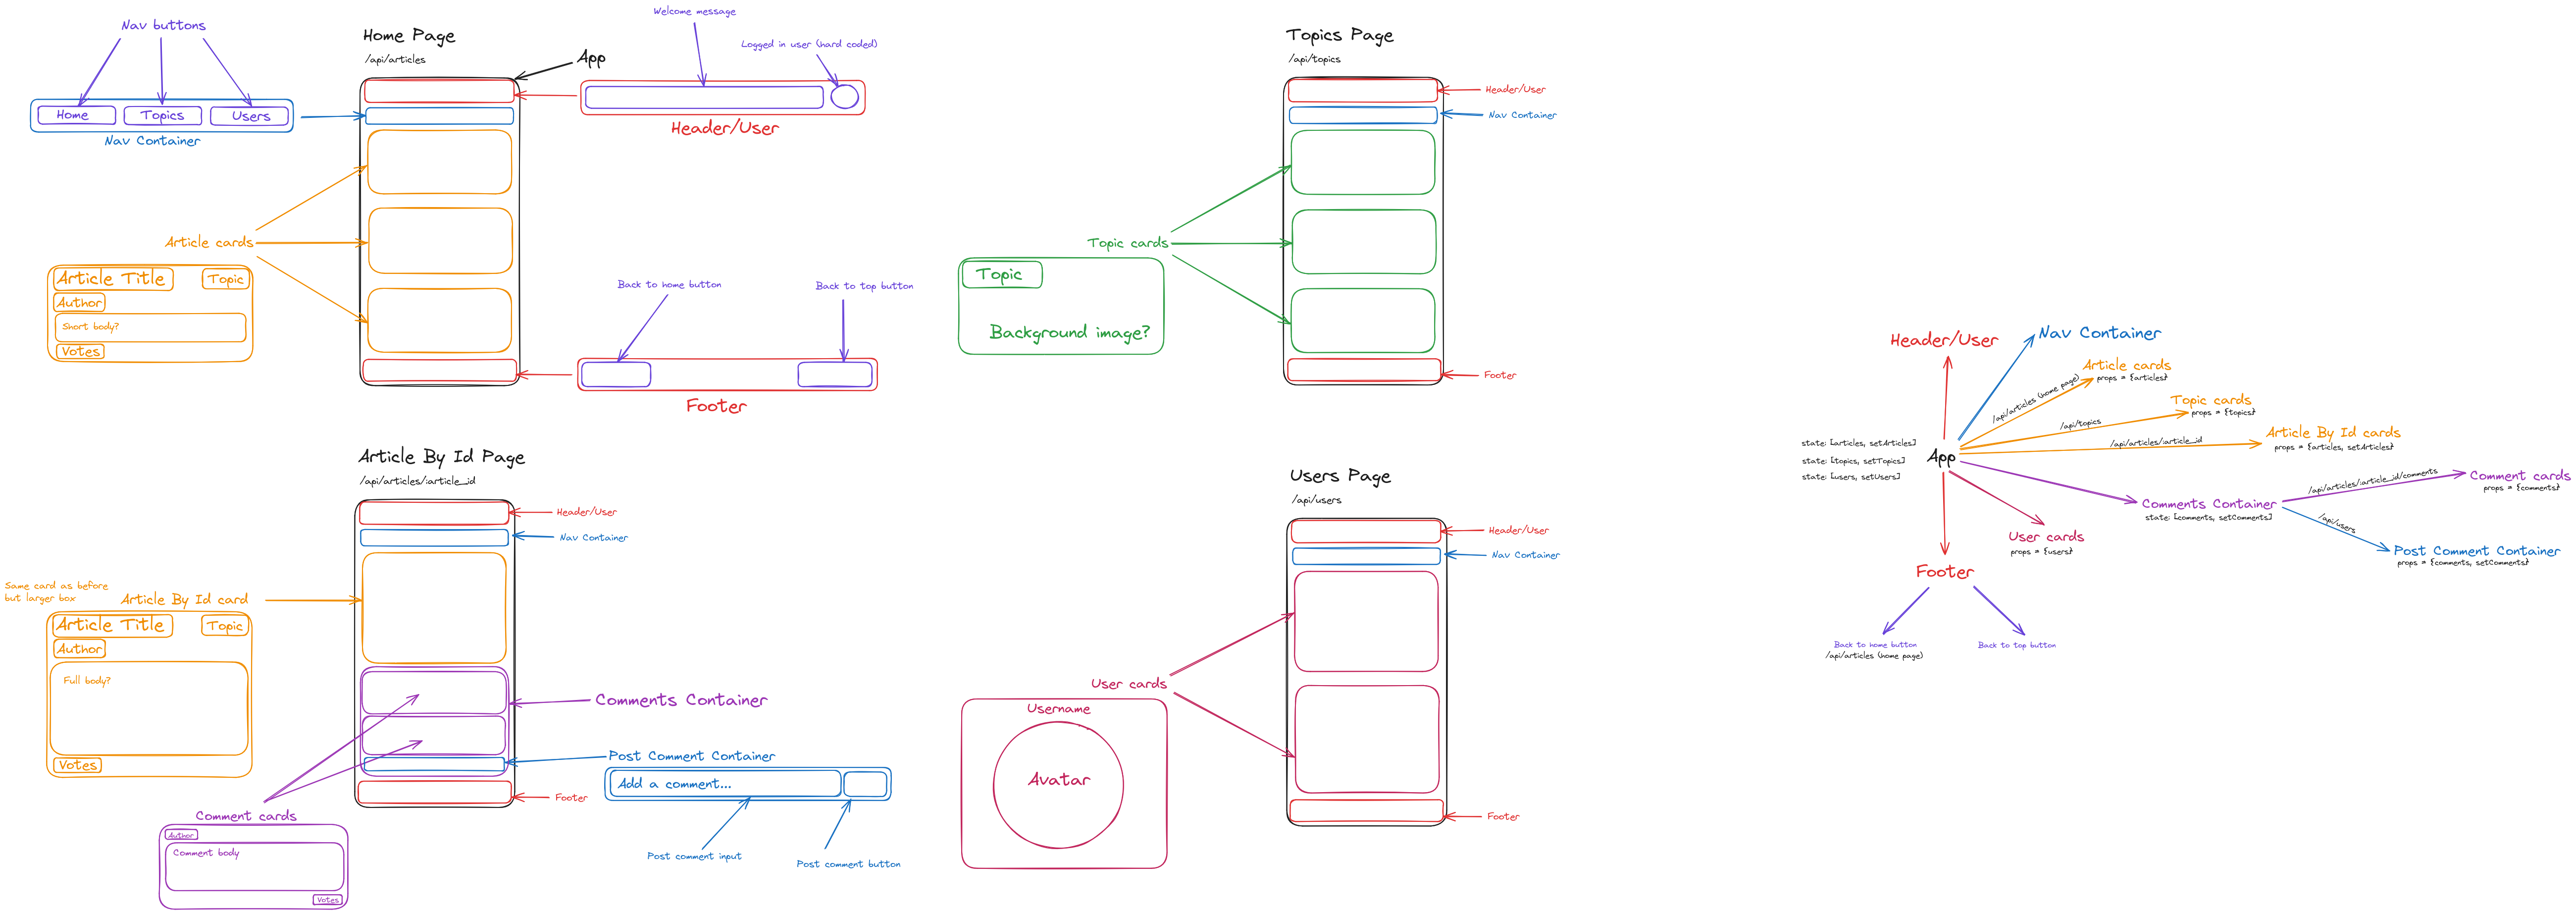 Nav buttons
Home
Topics
Users
Nav Container
Home Page
/api/articles
App
Welcome message
Logged in user (hard coded)
Header/User
Article cards
Article Title
Topic
Author
Short body?
Votes
Back to home button
Back to top button
Footer
Topics Page
/api/topics
Header/User
Nav Container
Topic cards
Topic
Background image?
Footer
Article By Id Page
/api/articles/:article_id
Header/User
Nav Container
Same card as before
but larger box
Article By Id card
Article Title
Topic
Author
Full body?
Votes
Comments Container
Post Comment Container
Add a comment...
Footer
Post comment input
Post comment button
Comment cards
Author
Comment body
Votes
Users Page
/api/users
Header/User
Nav Container
User cards
Username
Avatar
Footer
Header/User
Nav Container
/api/articles (home page)
Article cards
props = {articles}
/api/topics
Topic cards
props = {topics}
/api/articles/:article_id
Article By Id cards
props = {articles, setArticles}
state: [articles, setArticles]
state: [topics, setTopics]
state: [users, setUsers]
App
Comments Container
state: [comments, setComments]
/api/articles/:article_id/comments
Comment cards
props = {comments}
/api/users
Post Comment Container
props = {comments, setComments}
User cards
props = {users}
Footer
Back to home button
/api/articles (home page)
Back to top button